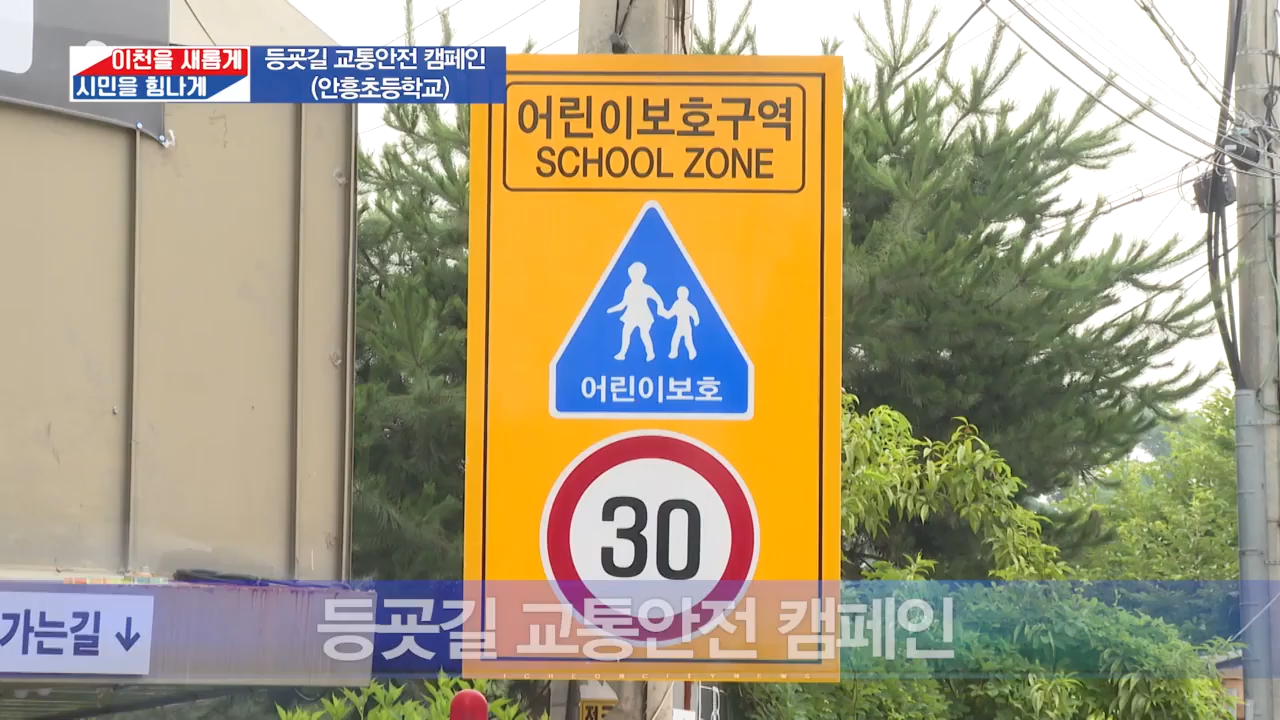 이천을 새롭게
시민을 힘나게
등굣길 교통안전 캠페인
(안흥초등학교)
어린이보호구역
SCHOOL ZONE
어린이보호
30
가는길 ↓
등굣길 교통안전 캠페인
ICHEONCITYNEWS